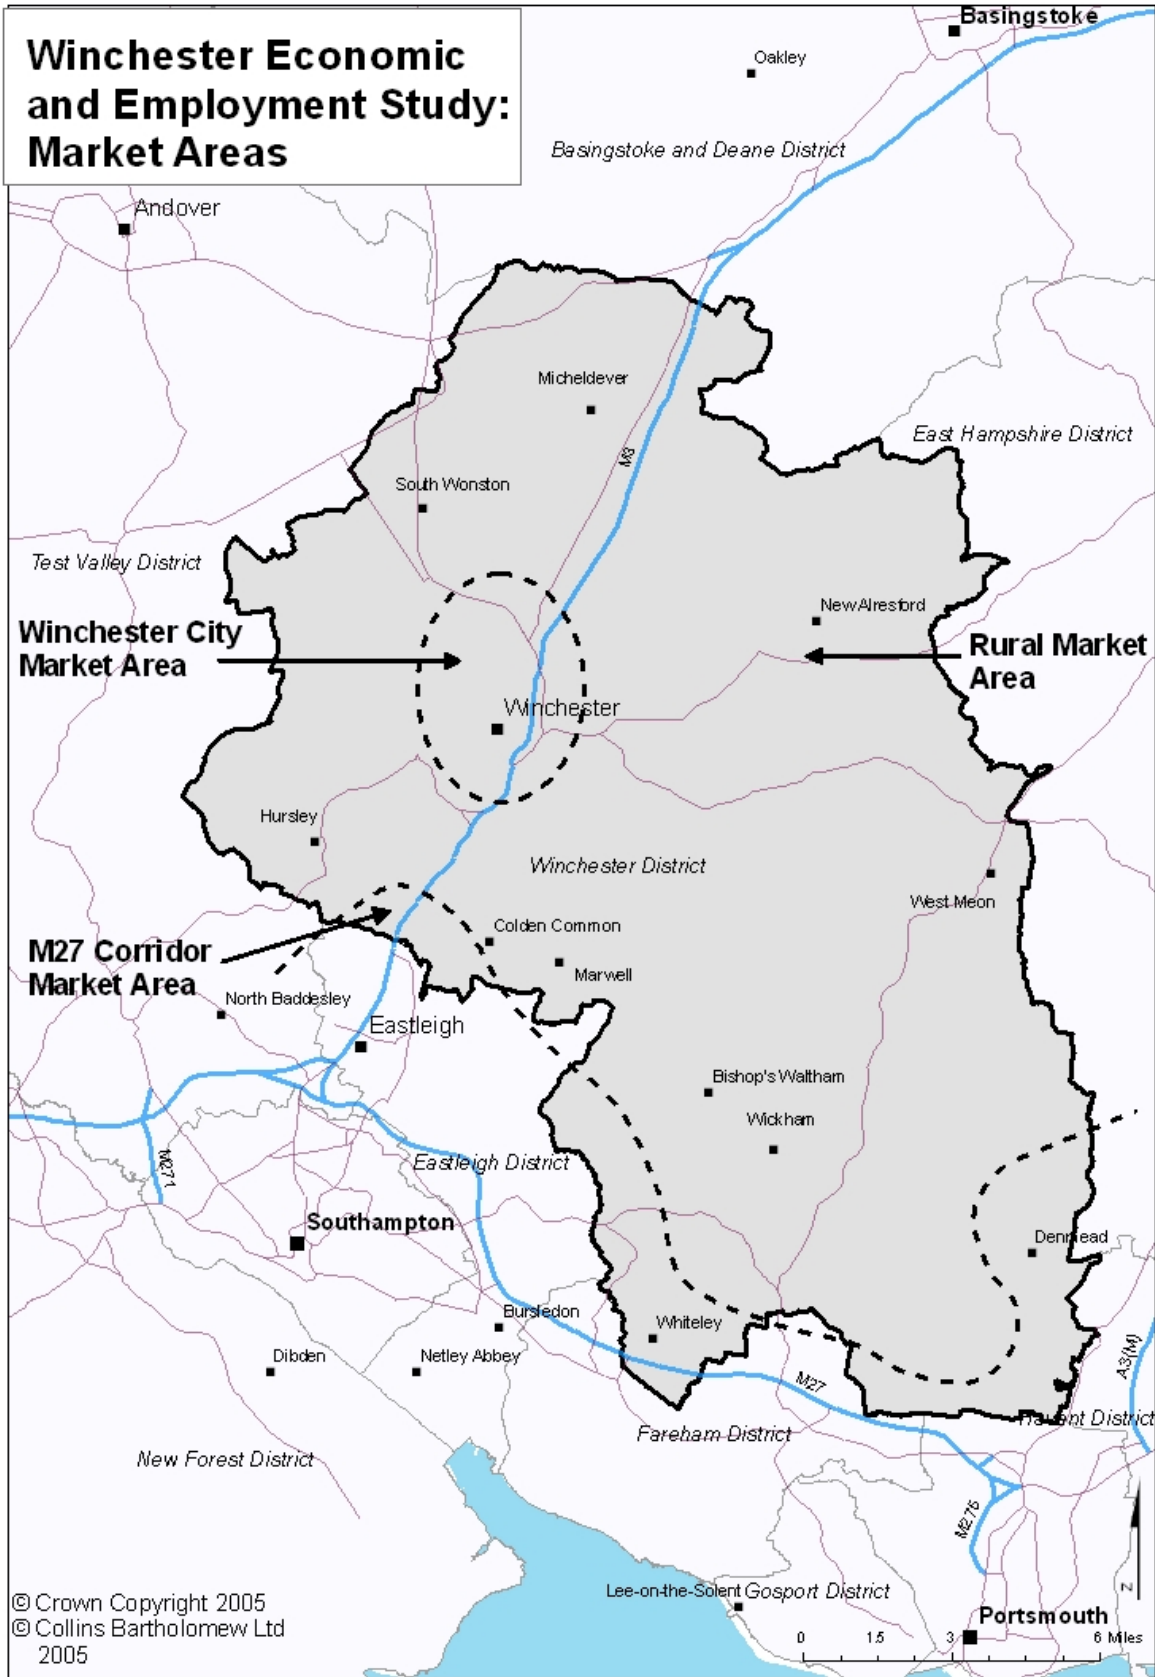 Winchester Economic
and Employment Study:
Market Areas
Basingstoke
Oakley
Basingstoke and Deane District
Andover
Micheldever
East Hampshire District
M3
South Wonston
Test Valley District
New Alresford
Winchester City
Market Area
Rural Market
Area
Winchester
Hursley
Winchester District
West Meon
Colden Common
M27 Corridor
Market Area
Marwell
North Baddesley
Eastleigh
Bishop's Waltham
Wickham
M271
Eastleigh District
Southampton
Denmead
Bursledon
Whiteley
Dibden
Netley Abbey
A3(M)
M27
Havant District
Fareham District
New Forest District
M275
Lee-on-the-Solent
Gosport District
N
© Crown Copyright 2005
© Collins Bartholomew Ltd
2005
Portsmouth
0 1.5 3 6 Miles